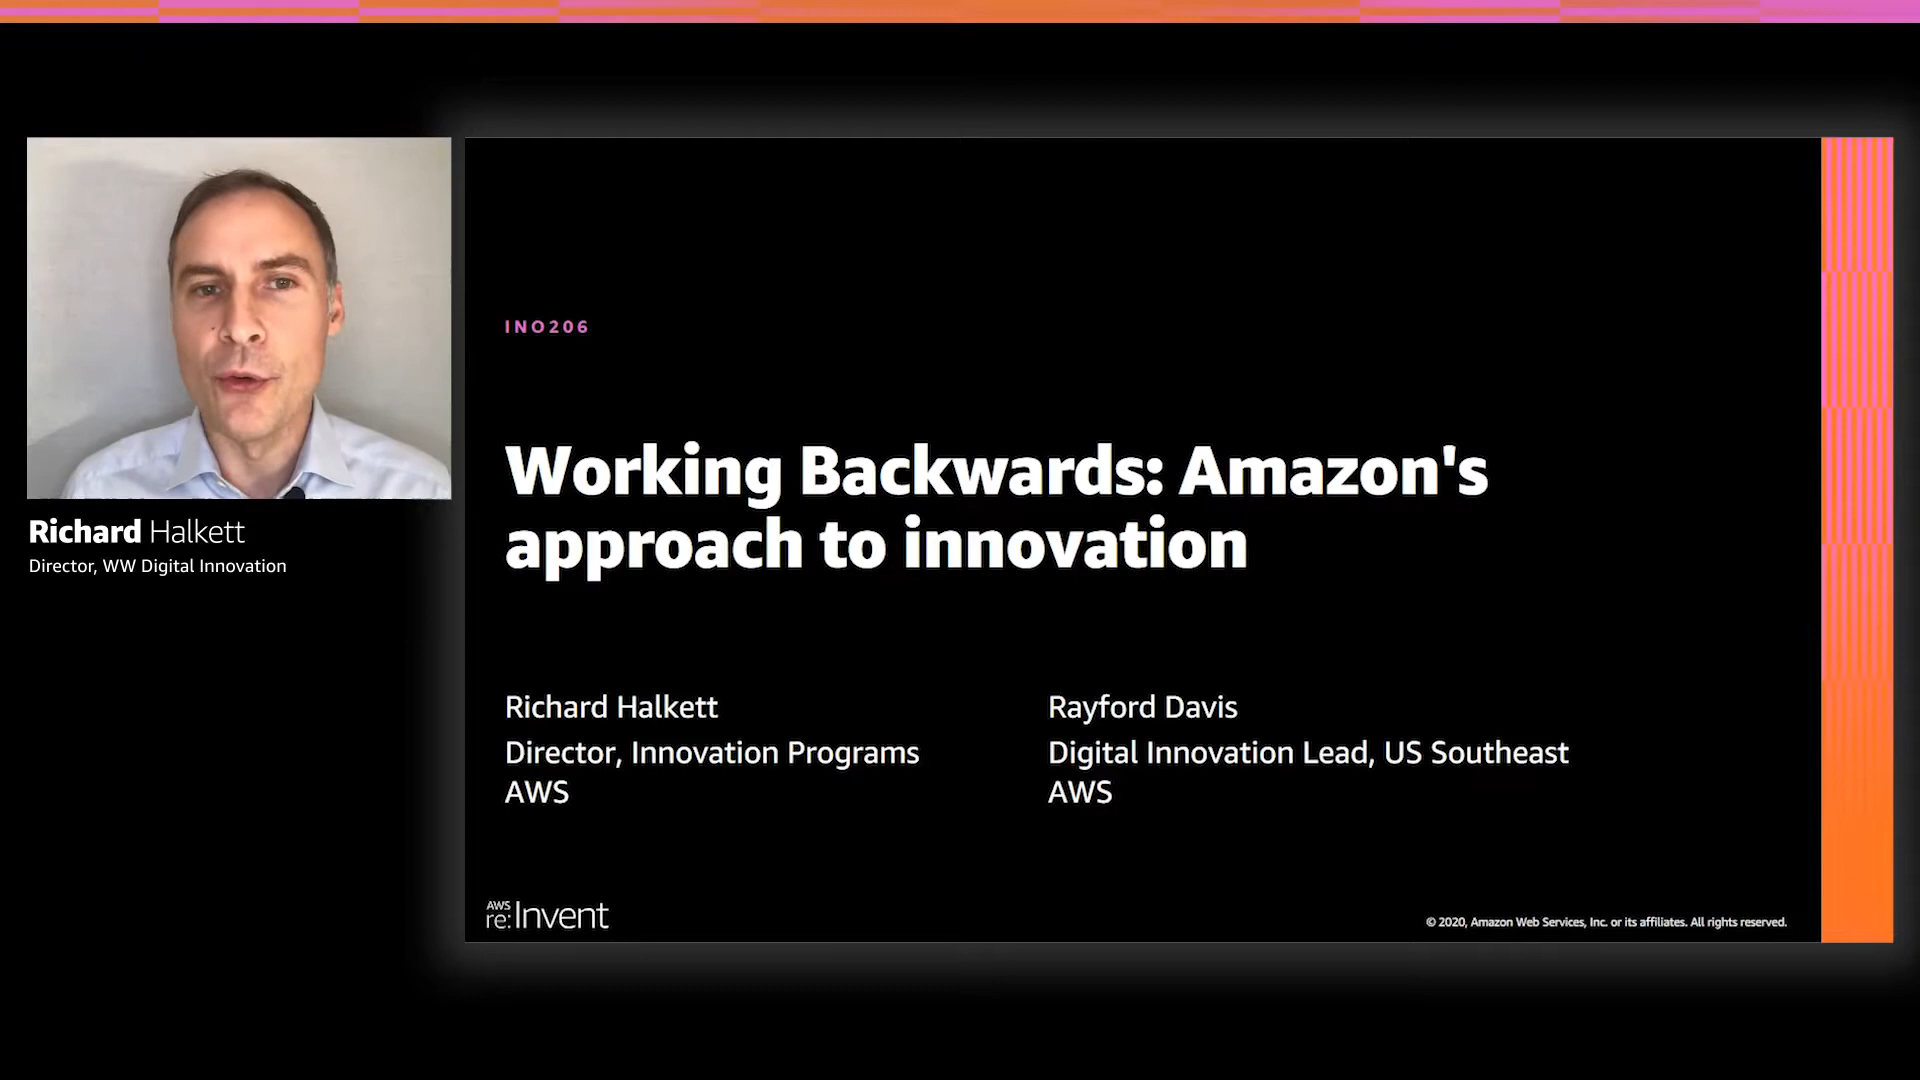 Richard Halkett
Director, WW Digital Innovation
INO206
Working Backwards: Amazon's
approach to innovation
Richard Halkett
Director, Innovation Programs
AWS
Rayford Davis
Digital Innovation Lead, US Southeast
AWS
AWS
re:Invent
© 2020, Amazon Web Services, Inc. or its affiliates. All rights reserved.